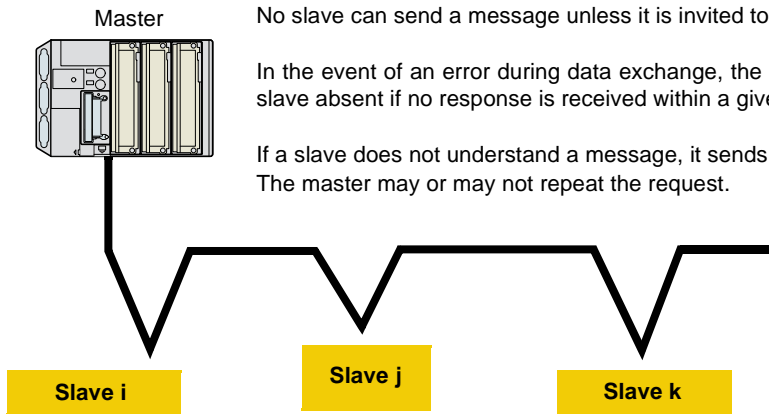 Master
No slave can send a message unless it is invited to
In the event of an error during data exchange, the
slave absent if no response is received within a give
If a slave does not understand a message, it sends
The master may or may not repeat the request.
Slave i
Slave j
Slave k